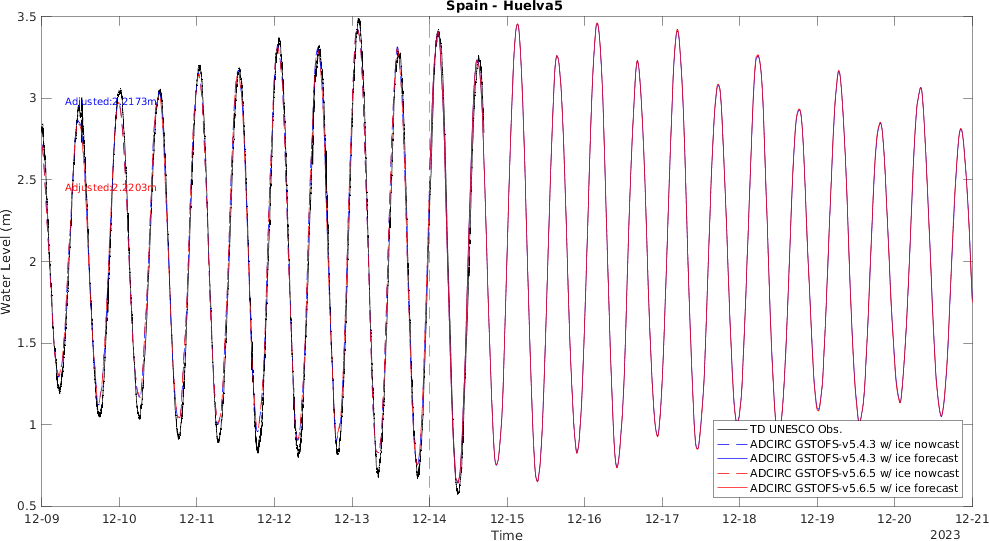 Spain - Huelva5
Water Level (m)
3.5
3
2.5
2
1.5
1
0.5
Adjusted:2.2173m
Adjusted:2.2203m
TD UNESCO Obs.
ADCIRC GSTOFS-v5.4.3 w/ ice nowcast
ADCIRC GSTOFS-v5.4.3 w/ ice forecast
ADCIRC GSTOFS-v5.6.5 w/ ice nowcast
ADCIRC GSTOFS-v5.6.5 w/ ice forecast
12-09 12-10 12-11 12-12 12-13 12-14 12-15 12-16 12-17 12-18 12-19 12-20 12-21
Time
2023